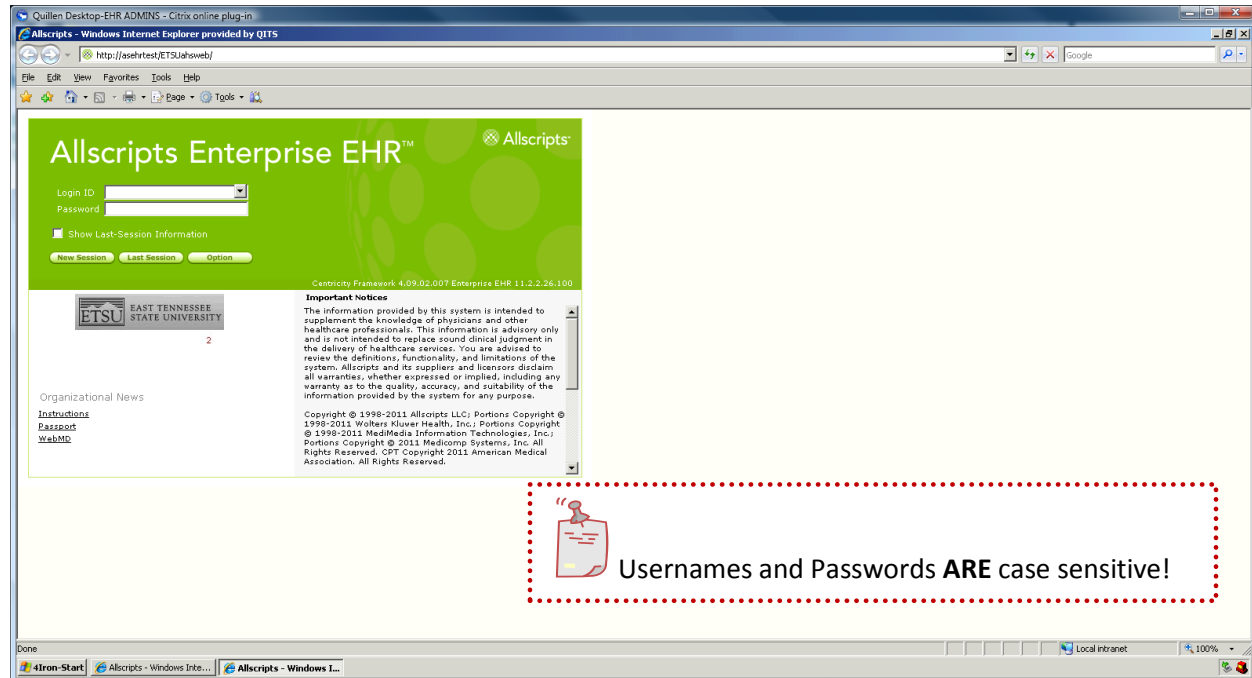 Quillen Desktop-EHR ADMINS - Citrix online plug-in
Allscripts - Windows Internet Explorer provided by QITS
http://asehrtest/ETSUahsweb/
Google
File Edit View Favorites Tools Help
Page Tools
Allscripts Enterprise EHR™
Allscripts™
Login ID
Password
Show Last-Session Information
New Session Last Session Option
Centricity Framework 4.09.02.007 Enterprise EHR 11.2.2.26.100
ETSU
EAST TENNESSEE
STATE UNIVERSITY
2
Organizational News
Instructions
Passport
WebMD
Important Notices
The information provided by this system is intended to
supplement the knowledge of physicians and other
healthcare professionals. This information is advisory only
and is not intended to replace sound clinical judgment in
the delivery of healthcare services. You are advised to
review the definitions, functionality, and limitations of the
system. Allscripts and its suppliers and licensors disclaim
all warranties, whether expressed or implied, including any
warranty as to the quality, accuracy, and suitability of the
information provided by the system for any purpose.
Copyright © 1998-2011 Allscripts LLC; Portions Copyright ©
1998-2011 Wolters Kluver Health, Inc.; Portions Copyright
© 1998-2011 MediMedia Information Technologies, Inc.;
Portions Copyright © 2011 Medicomp Systems, Inc. All
Rights Reserved. CPT Copyright 2011 American Medical
Association. All Rights Reserved.
Usernames and Passwords ARE case sensitive!
Done
Local intranet
100%
4Iron-Start
Allscripts - Windows Inte...
Allscripts - Windows I...